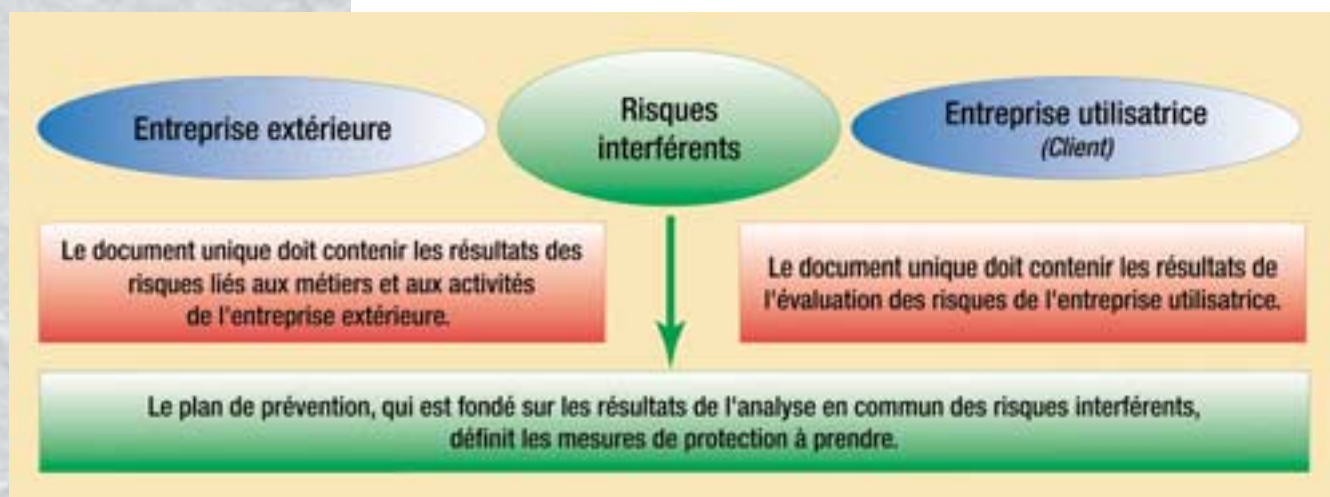 Entreprise extérieure
Risques
interférents
Entreprise utilisatrice
(Client)
Le document unique doit contenir les résultats des
risques liés aux métiers et aux activités
de l'entreprise extérieure.
Le document unique doit contenir les résultats de
l'évaluation des risques de l'entreprise utilisatrice.
Le plan de prévention, qui est fondé sur les résultats de l'analyse en commun des risques interférents,
définit les mesures de protection à prendre.